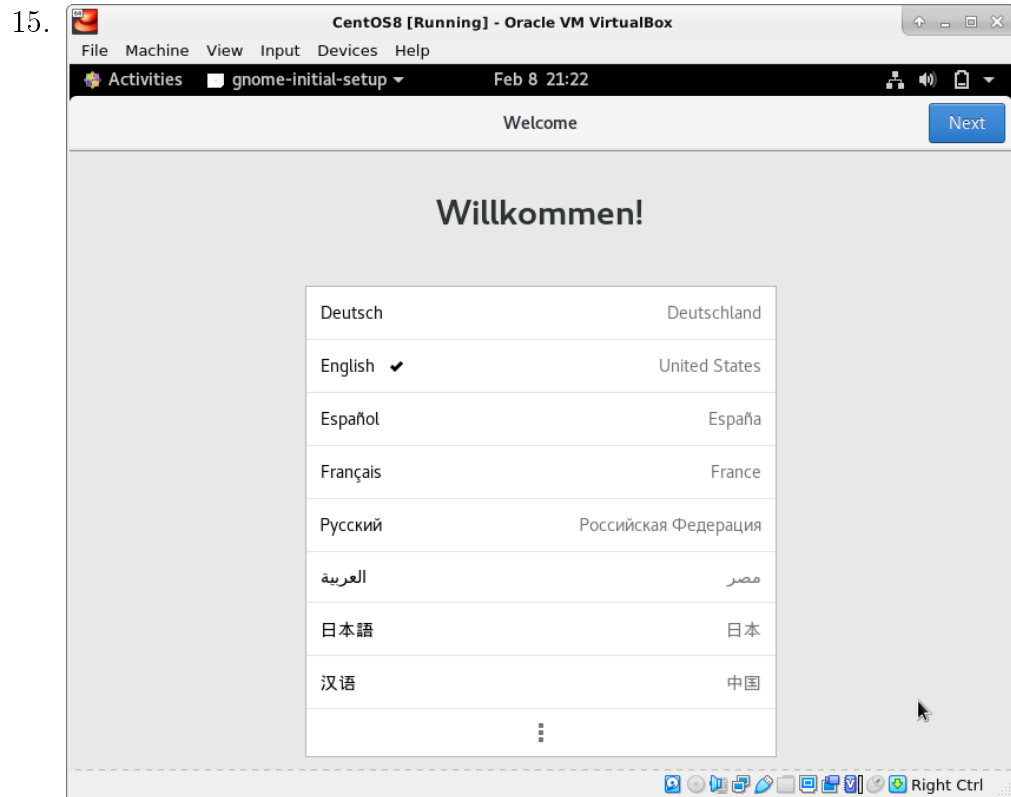 15.
CentOS8 [Running] - Oracle VM VirtualBox
File Machine View Input Devices Help
Activities gnome-initial-setup Feb 8 21:22
Welcome Next
Willkommen!
Deutsch Deutschland
English ✔ United States
Español España
Français France
Русский Российская Федерация
العربية مصر
日本語 日本
汉语 中国
Right Ctrl